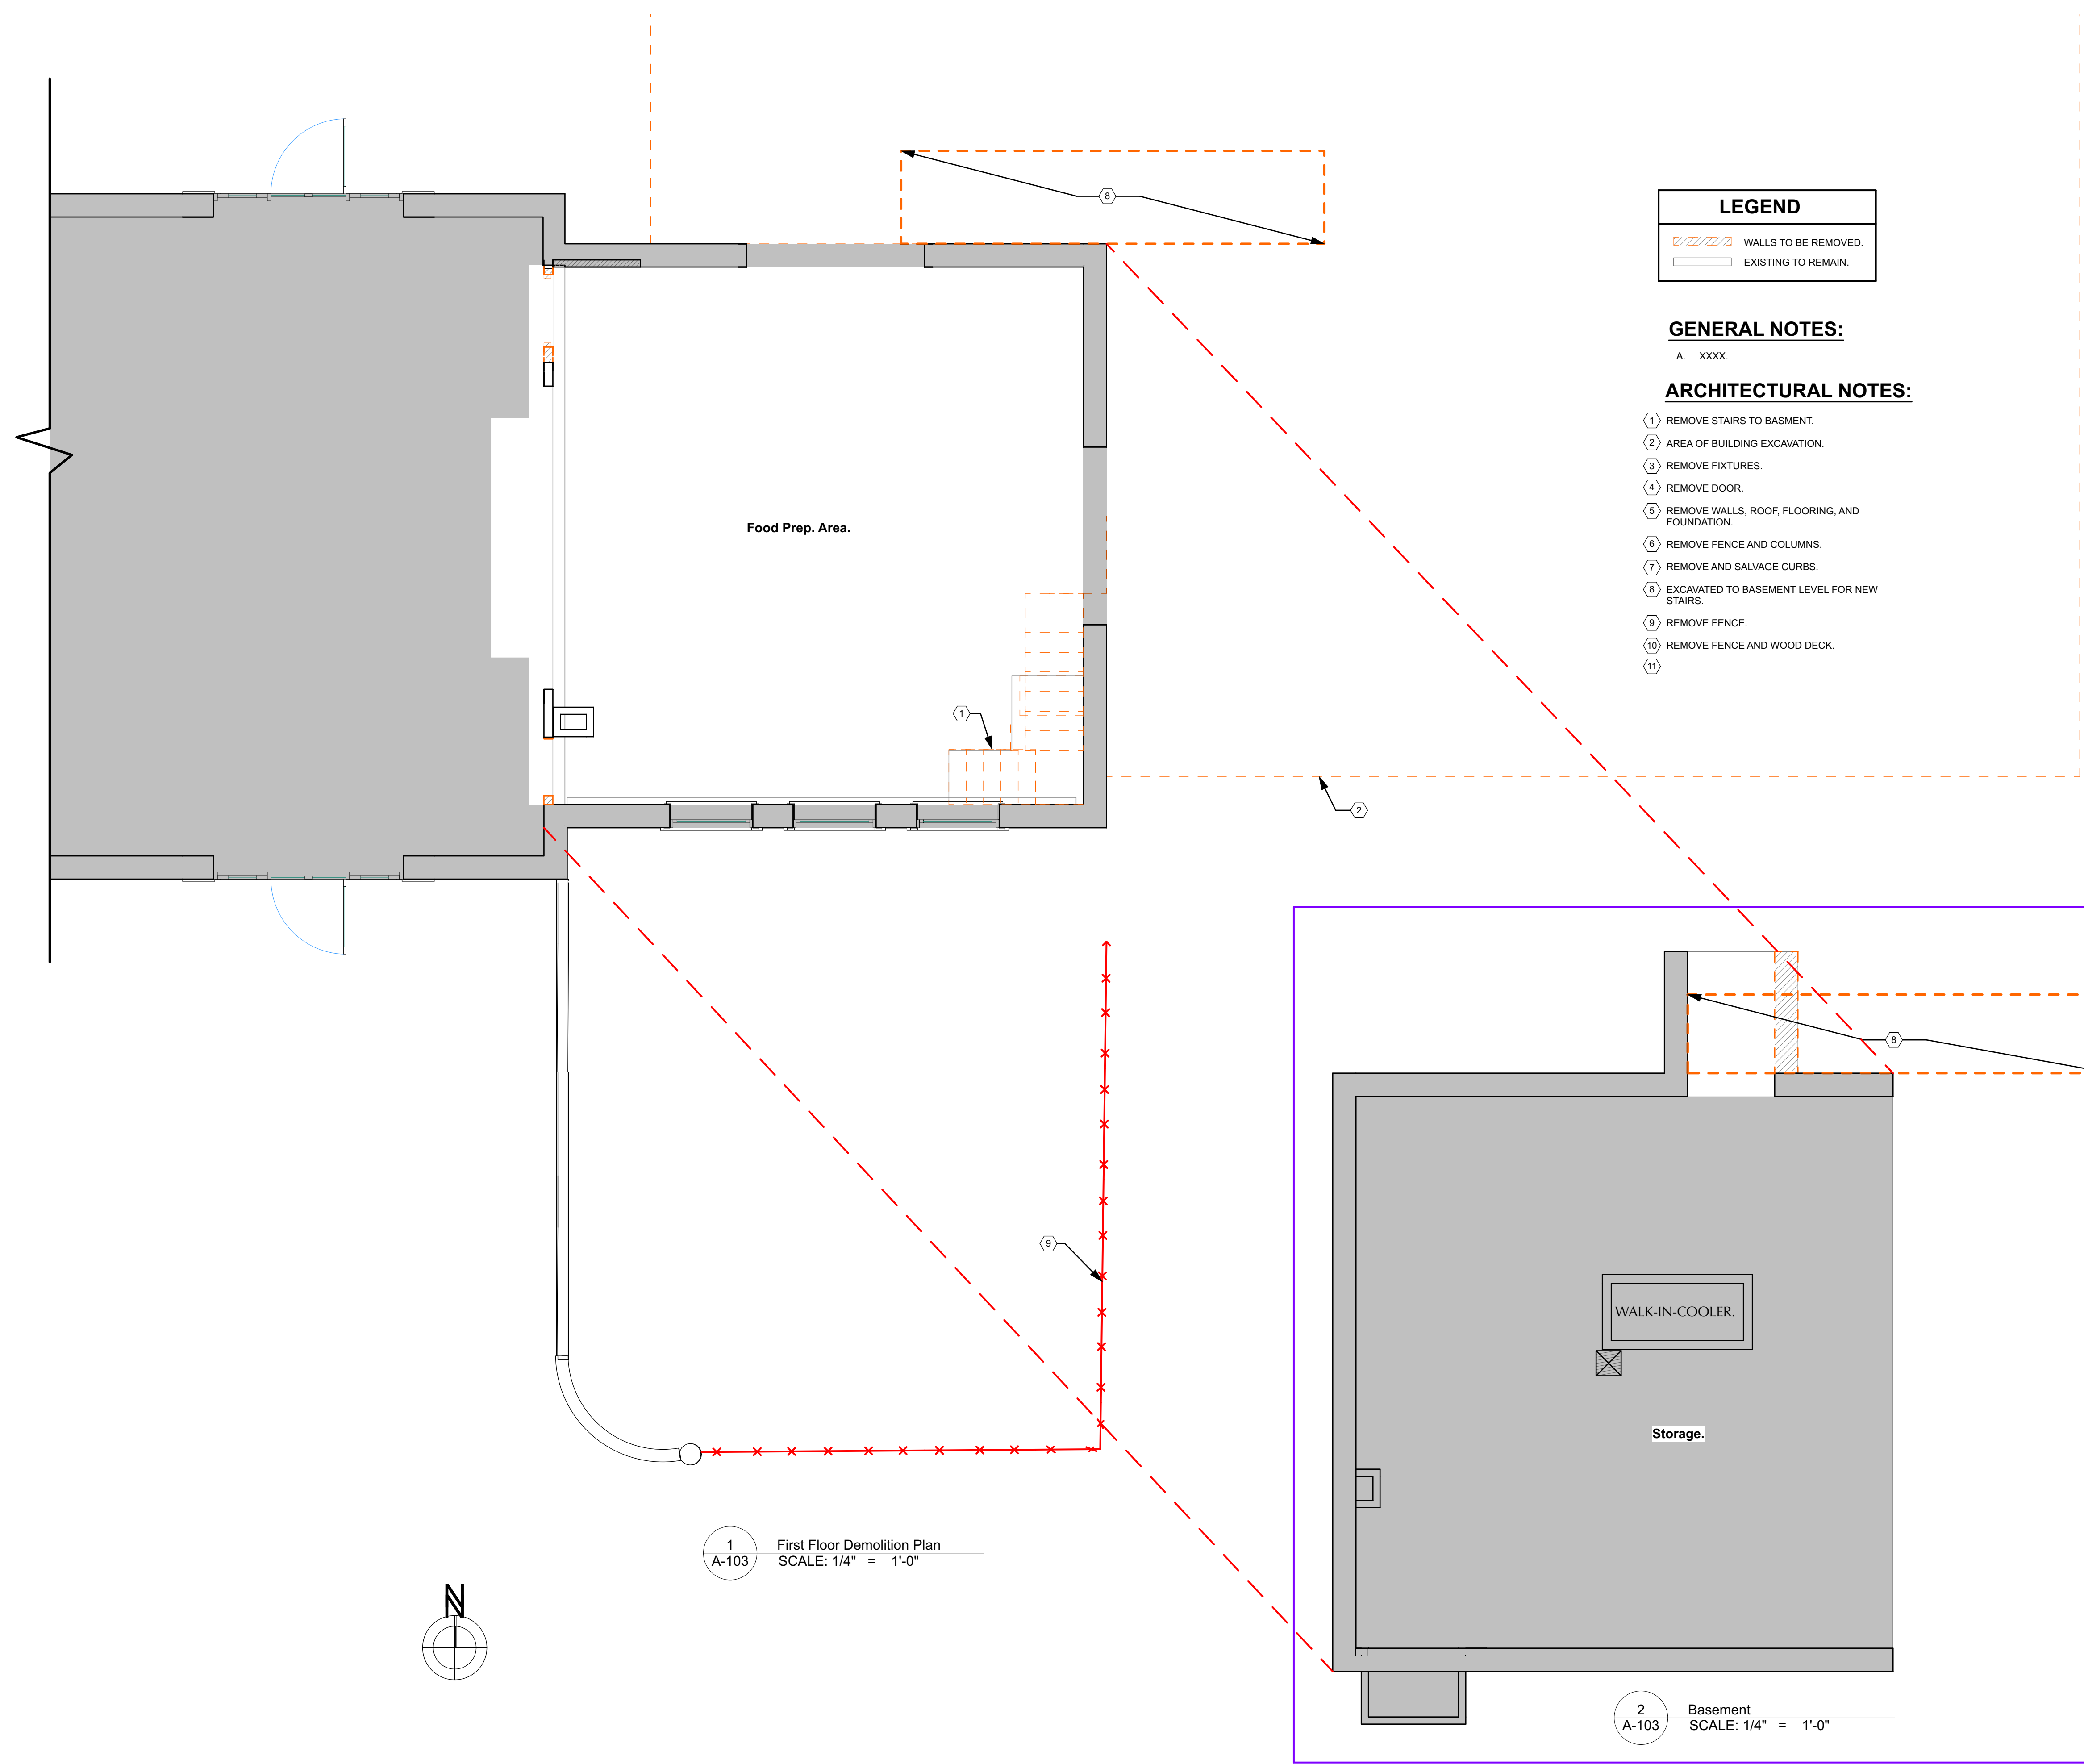 8
LEGEND
WALLS TO BE REMOVED.
EXISTING TO REMAIN.
GENERAL NOTES:
A. XXXX.
ARCHITECTURAL NOTES:
1 REMOVE STAIRS TO BASMENT.
2 AREA OF BUILDING EXCAVATION.
3 REMOVE FIXTURES.
4 REMOVE DOOR.
5 REMOVE WALLS, ROOF, FLOORING, AND
FOUNDATION.
6 REMOVE FENCE AND COLUMNS.
7 REMOVE AND SALVAGE CURBS.
8 EXCAVATED TO BASEMENT LEVEL FOR NEW
STAIRS.
9 REMOVE FENCE.
10 REMOVE FENCE AND WOOD DECK.
11
Food Prep. Area.
1
2
8
9
WALK-IN-COOLER.
Storage.
1
A-103
First Floor Demolition Plan
SCALE: 1/4" = 1'-0"
N
2
A-103
Basement
SCALE: 1/4" = 1'-0"